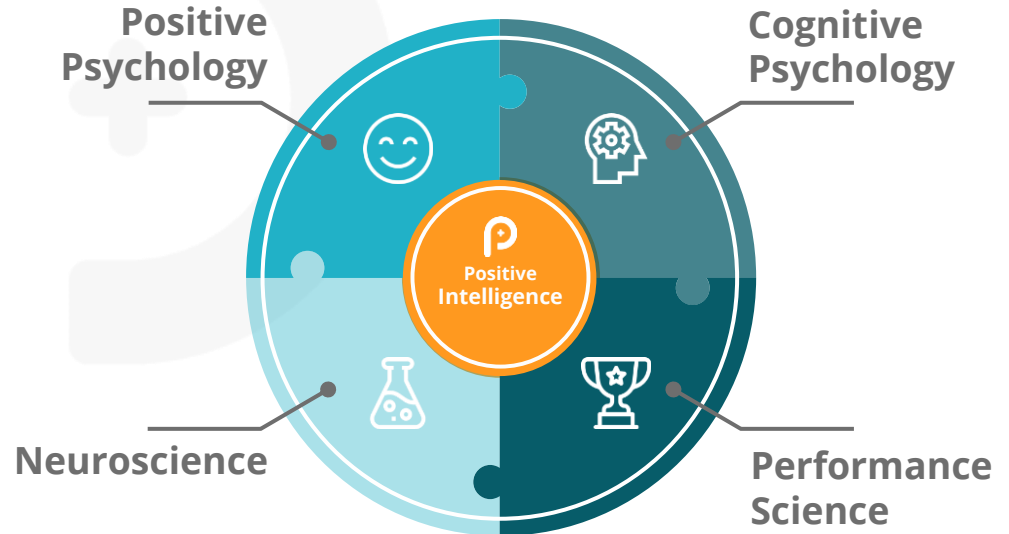 Positive
Psychology
Cognitive
Psychology
Positive
Intelligence
Neuroscience
Performance
Science